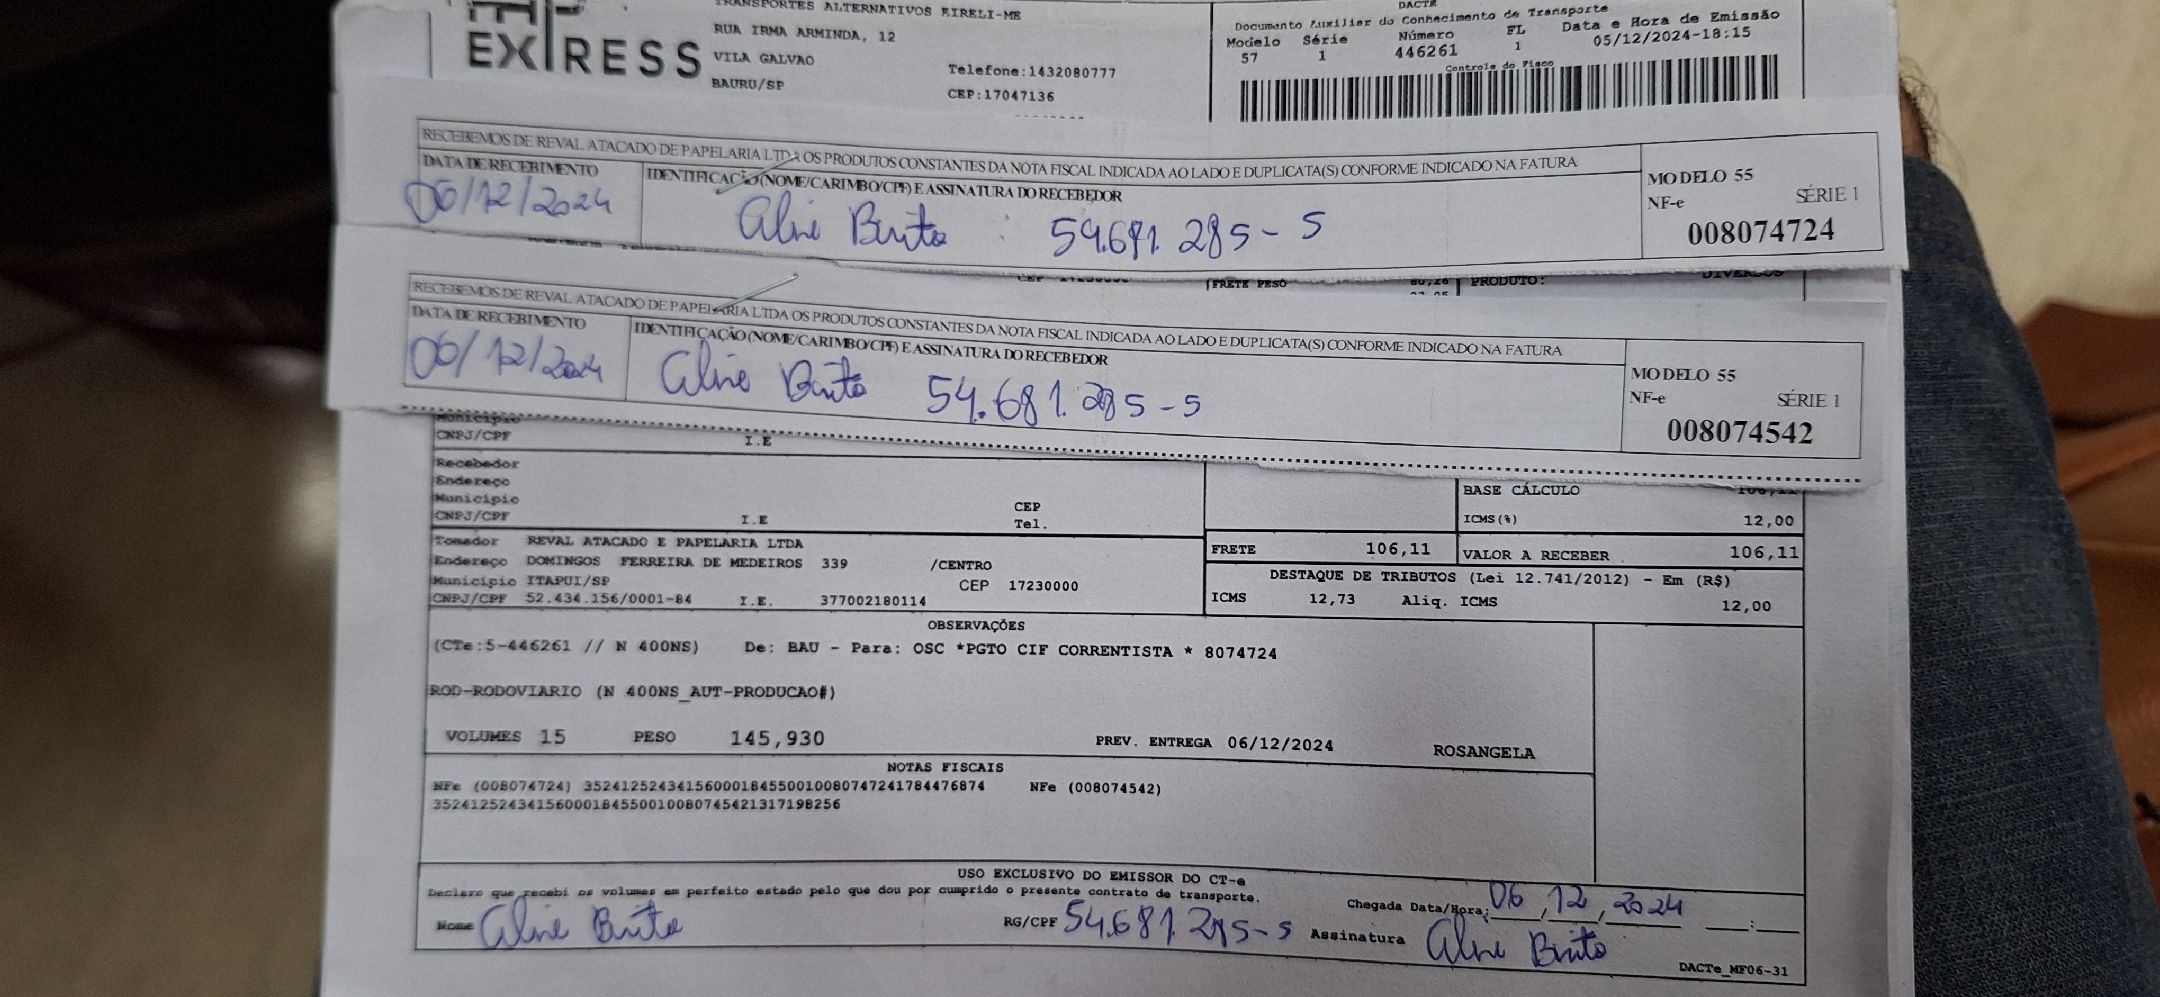 EXPRESS
TRANSPORTES ALTERNATIVOS EIRELI-ME
RUA IRMA ARMINDA, 12
VILA GALVAO
BAURU/SP
Telefone:1432080777
CEP:17047136
DACTE
Documento Auxiliar do Conhecimento de Transporte
Modelo Série Número FL Data e Hora de Emissão
57 1 446261 1 05/12/2024-18:15
Controle do Fisco
RECEBEMOS DE REVAL ATACADO DE PAPELARIA LTDA OS PRODUTOS CONSTANTES DA NOTA FISCAL INDICADA AO LADO E DUPLICATA(S) CONFORME INDICADO NA FATURA
DATA DE RECEBIMENTO IDENTIFICAÇÃO (NOME/CARIMBO/CPF) E ASSINATURA DO RECEBEDOR
06/12/2024 Aline Brito 54.681.285-5
MODELO 55
NF-e SÉRIE 1
008074724
FRETE PESO 80,26 PRODUTO: DIVERSOS
RECEBEMOS DE REVAL ATACADO DE PAPELARIA LTDA OS PRODUTOS CONSTANTES DA NOTA FISCAL INDICADA AO LADO E DUPLICATA(S) CONFORME INDICADO NA FATURA
DATA DE RECEBIMENTO IDENTIFICAÇÃO (NOME/CARIMBO/CPF) E ASSINATURA DO RECEBEDOR
06/12/2024 Aline Brito 54.681.285-5
MODELO 55
NF-e SÉRIE 1
008074542
Município
CNPJ/CPF I.E
Recebedor
Endereço
Município CEP
CNPJ/CPF I.E Tel.
BASE CÁLCULO 106,11
ICMS(%) 12,00
Tomador REVAL ATACADO E PAPELARIA LTDA
Endereço DOMINGOS FERREIRA DE MEDEIROS 339 /CENTRO
Município ITAPUI/SP CEP 17230000
CNPJ/CPF 52.434.156/0001-84 I.E. 377002180114
FRETE 106,11 VALOR A RECEBER 106,11
DESTAQUE DE TRIBUTOS (Lei 12.741/2012) - Em (R$)
ICMS 12,73 Aliq. ICMS 12,00
OBSERVAÇÕES
(CTe:5-446261 // N 400NS) De: BAU - Para: OSC *PGTO CIF CORRENTISTA * 8074724
ROD-RODOVIARIO (N 400NS_AUT-PRODUCAO#)
VOLUMES 15 PESO 145,930 PREV. ENTREGA 06/12/2024 ROSANGELA
NOTAS FISCAIS
NFe (008074724) 35241252434156000184550010080747241784476874 NFe (008074542)
35241252434156000184550010080745421317198256
USO EXCLUSIVO DO EMISSOR DO CT-e
Declaro que recebi os volumes em perfeito estado pelo que dou por cumprido o presente contrato de transporte.
Chegada Data/Hora: 06, 12, 2024 :
Nome Aline Brito RG/CPF 54.681.285-5 Assinatura Aline Brito
DACTe_MF06-31